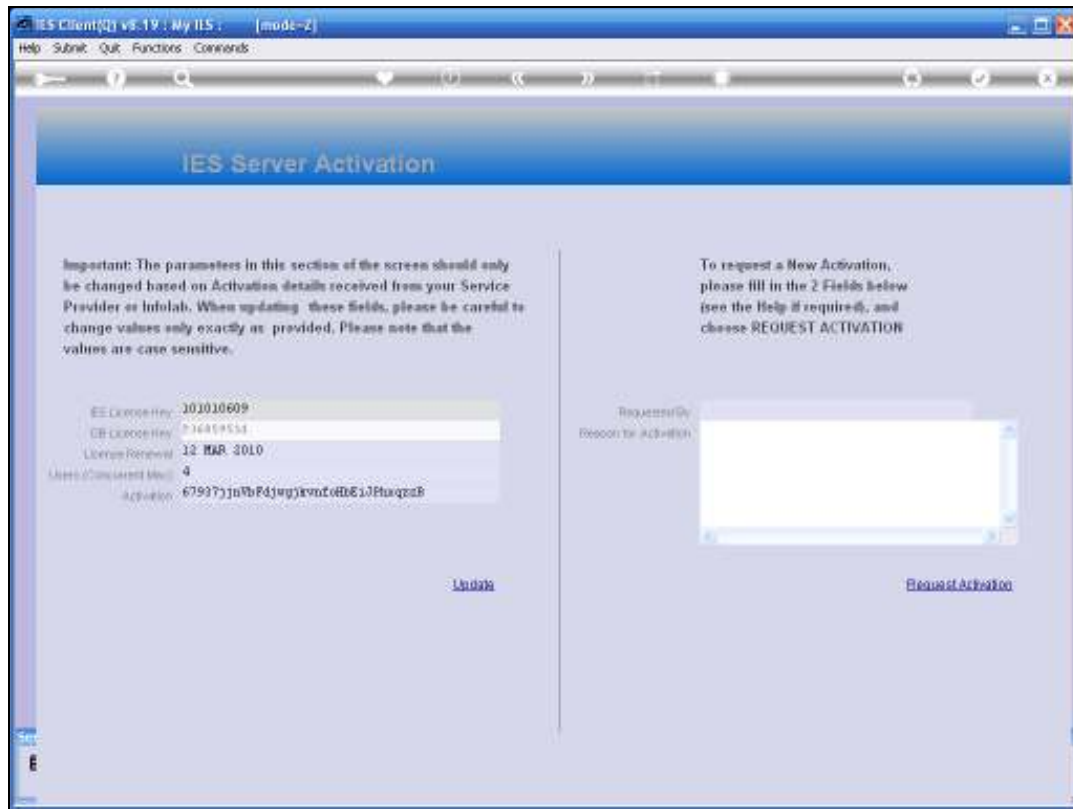 IES Client(Q) v8.19 : My IES : [mode=2]
Help Submit Quit Functions Commands
IES Server Activation
Important: The parameters in this section of the screen should only
be changed based on Activation details received from your Service
Provider or Infolab. When updating these fields, please be careful to
change values only exactly as provided. Please note that the
values are case sensitive.
IES License Key 101010609
License Renewal 12 MAR 2010
Users (Concurrent Max) 4
Activation
Update
To request a New Activation,
please fill in the 2 Fields below
(see the Help if required), and
choose REQUEST ACTIVATION
Requested By
Reason for Activation
Request Activation